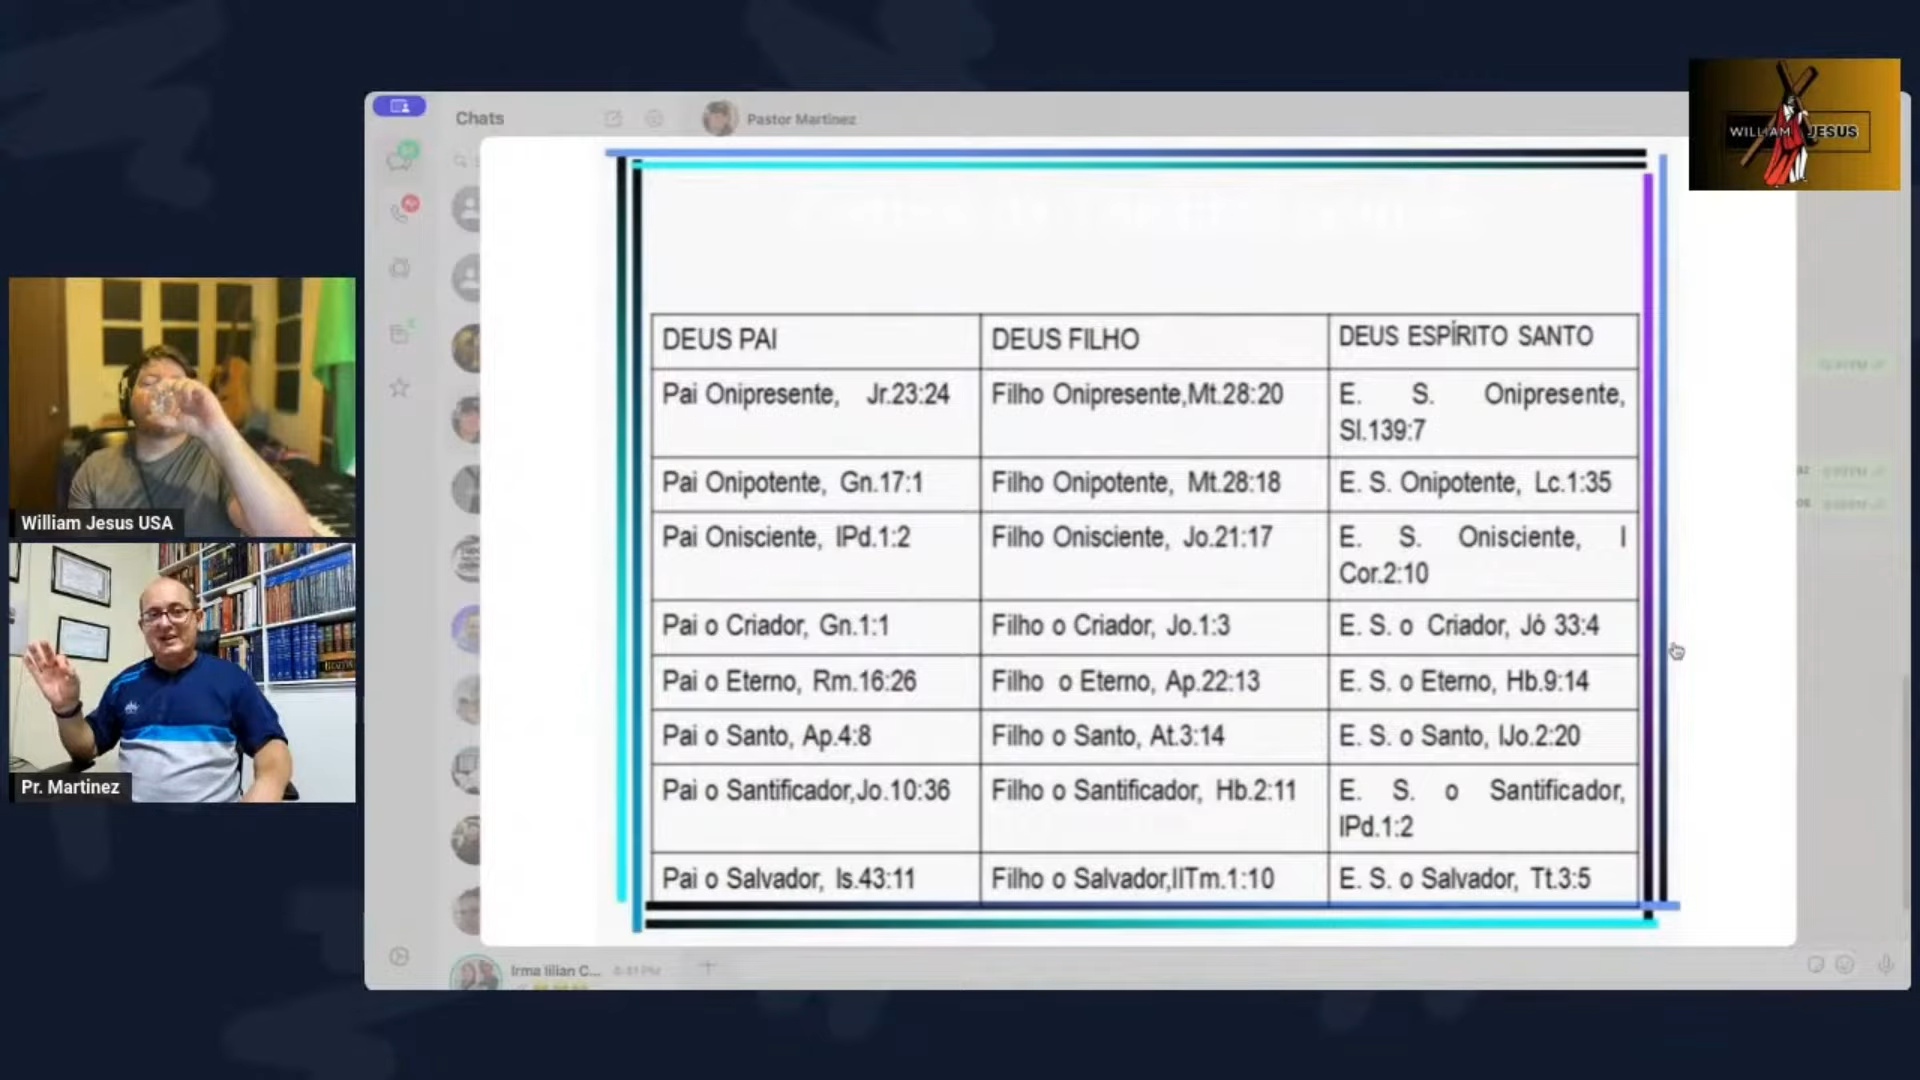 Chats
Pastor Martinez
WILLIAM JESUS
DEUS PAI
DEUS FILHO
DEUS ESPÍRITO SANTO
Pai Onipresente, Jr.23:24
Filho Onipresente,Mt.28:20
E. S. Onipresente,
Sl.139:7
Pai Onipotente, Gn.17:1
Filho Onipotente, Mt.28:18
E. S. Onipotente, Lc.1:35
Pai Onisciente, IPd.1:2
Filho Onisciente, Jo.21:17
E. S. Onisciente, I
Cor.2:10
Pai o Criador, Gn.1:1
Filho o Criador, Jo.1:3
E. S. o Criador, Jó 33:4
Pai o Eterno, Rm.16:26
Filho o Eterno, Ap.22:13
E. S. o Eterno, Hb.9:14
Pai o Santo, Ap.4:8
Filho o Santo, At.3:14
E. S. o Santo, IJo.2:20
Pai o Santificador,Jo.10:36
Filho o Santificador, Hb.2:11
E. S. o Santificador,
IPd.1:2
Pai o Salvador, Is.43:11
Filho o Salvador,IITm.1:10
E. S. o Salvador, Tt.3:5
William Jesus USA
Pr. Martinez
Irma lilian C...